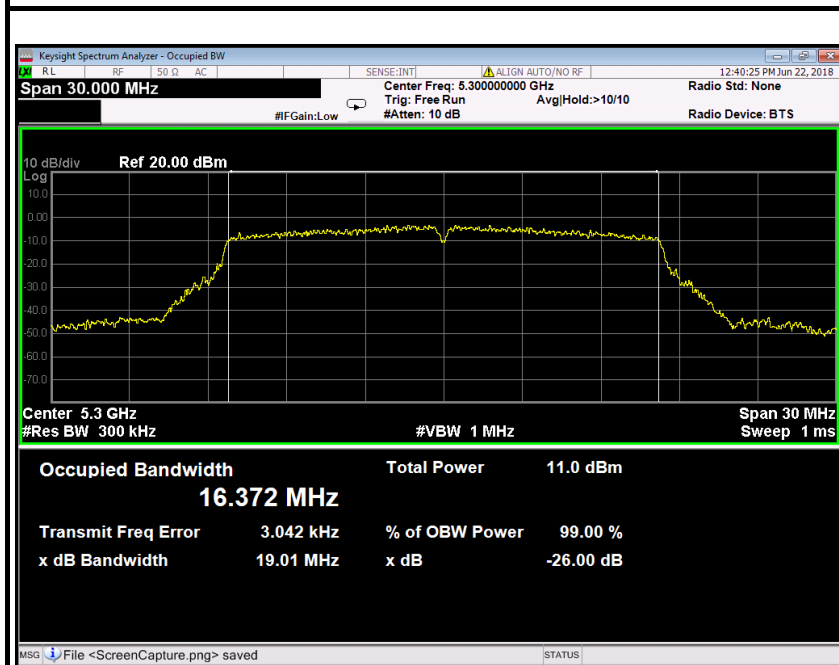 Keysight Spectrum Analyzer - Occupied BW
LXI RL RF 50 Ω AC SENSE:INT ALIGN AUTO/NO RF 12:40:25 PM Jun 22, 2018
Span 30.000 MHz
Center Freq: 5.300000000 GHz
Radio Std: None
Trig: Free Run Avg|Hold:>10/10
#IFGain:Low #Atten: 10 dB Radio Device: BTS
10 dB/div Ref 20.00 dBm
Log
10.0
0.00
-10.0
-20.0
-30.0
-40.0
-50.0
-60.0
-70.0
Center 5.3 GHz Span 30 MHz
#Res BW 300 kHz #VBW 1 MHz Sweep 1 ms
Occupied Bandwidth Total Power 11.0 dBm
16.372 MHz
Transmit Freq Error 3.042 kHz % of OBW Power 99.00 %
x dB Bandwidth 19.01 MHz x dB -26.00 dB
MSG File <ScreenCapture.png> saved STATUS